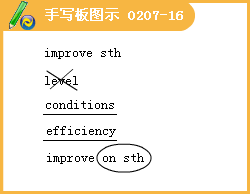 手写板图示 0207-16
improve sth
level
conditions
efficiency
improve on sth